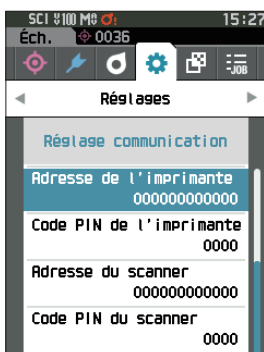 SCI 100 M0 15:27
Éch. 0036
-JOB
Réglages
Réglage communication
Adresse de l'imprimante
000000000000
Code PIN de l'imprimante
0000
Adresse du scanner
000000000000
Code PIN du scanner
0000